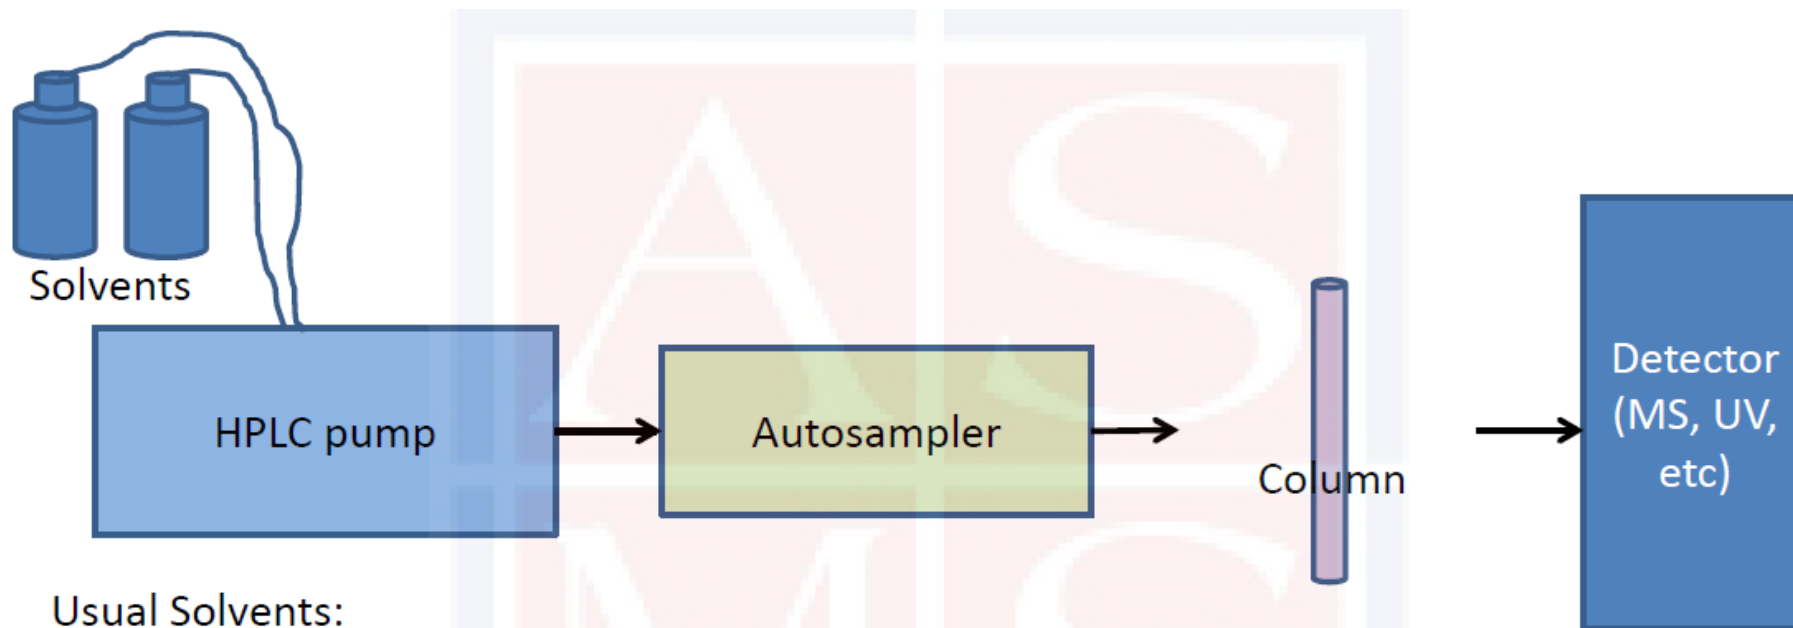 Solvents
HPLC pump
Autosampler
Column
Detector
(MS, UV,
etc)
Usual Solvents:
A S
M S